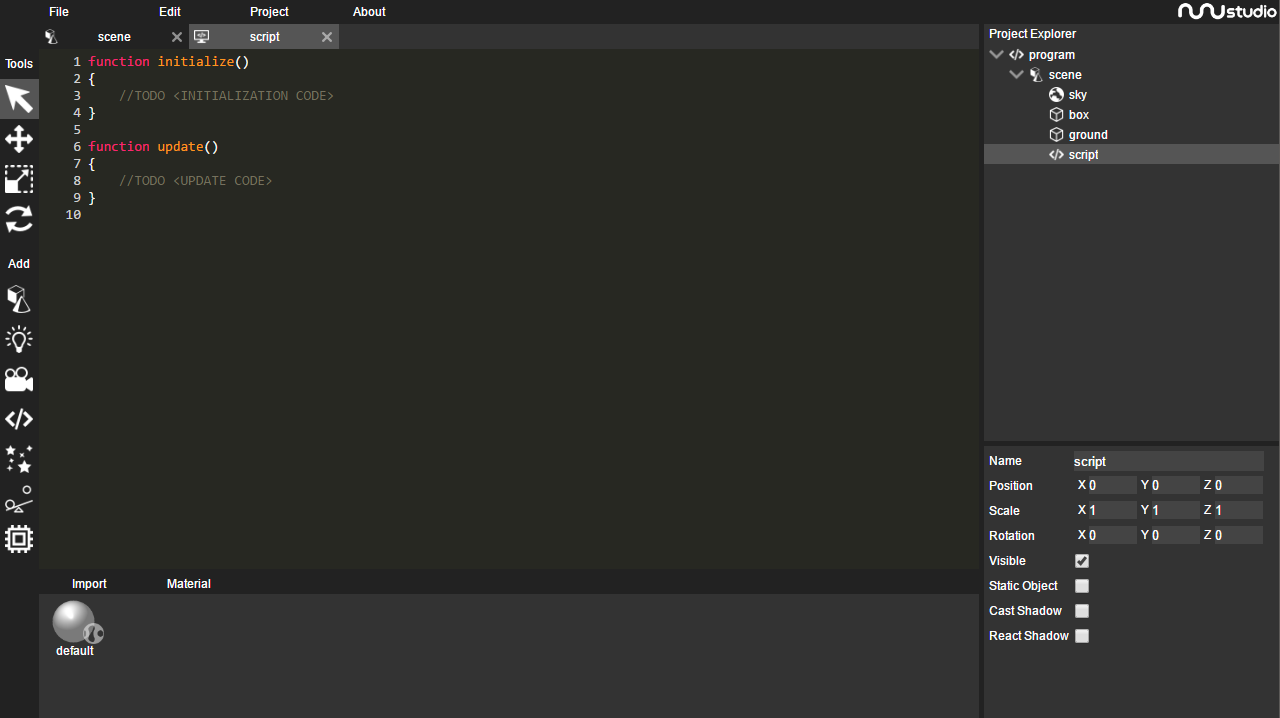 File Edit Project About
nunustudio
scene script
Tools
1 function initialize()
2 {
3 //TODO <INITIALIZATION CODE>
4 }
5
6 function update()
7 {
8 //TODO <UPDATE CODE>
9 }
10
Add
Import Material
default
Project Explorer
program
scene
sky
box
ground
script
Name script
Position X 0 Y 0 Z 0
Scale X 1 Y 1 Z 1
Rotation X 0 Y 0 Z 0
Visible
Static Object
Cast Shadow
React Shadow